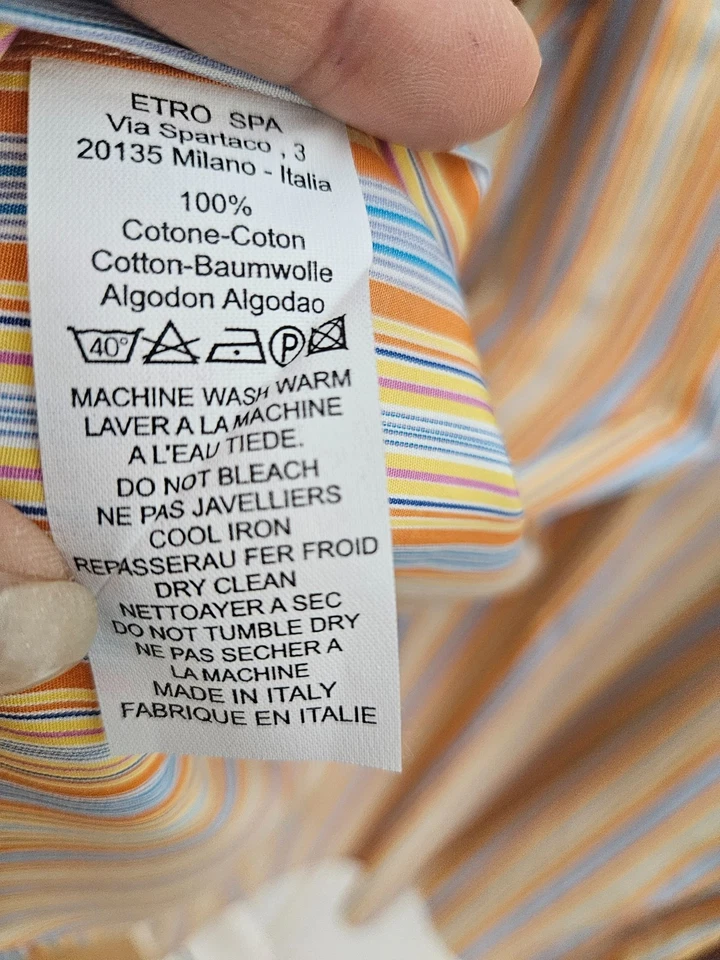 ETRO SPA
Via Spartaco , 3
20135 Milano - Italia
100%
Cotone-Coton
Cotton-Baumwolle
Algodon Algodao
40° P
MACHINE WASH WARM
LAVER A LA MACHINE
A L'EAU TIEDE.
DO NOT BLEACH
NE PAS JAVELLIERS
COOL IRON
REPASSERAU FER FROID
DRY CLEAN
NETTOYER A SEC
DO NOT TUMBLE DRY
NE PAS SECHER A
LA MACHINE
MADE IN ITALY
FABRIQUE EN ITALIE